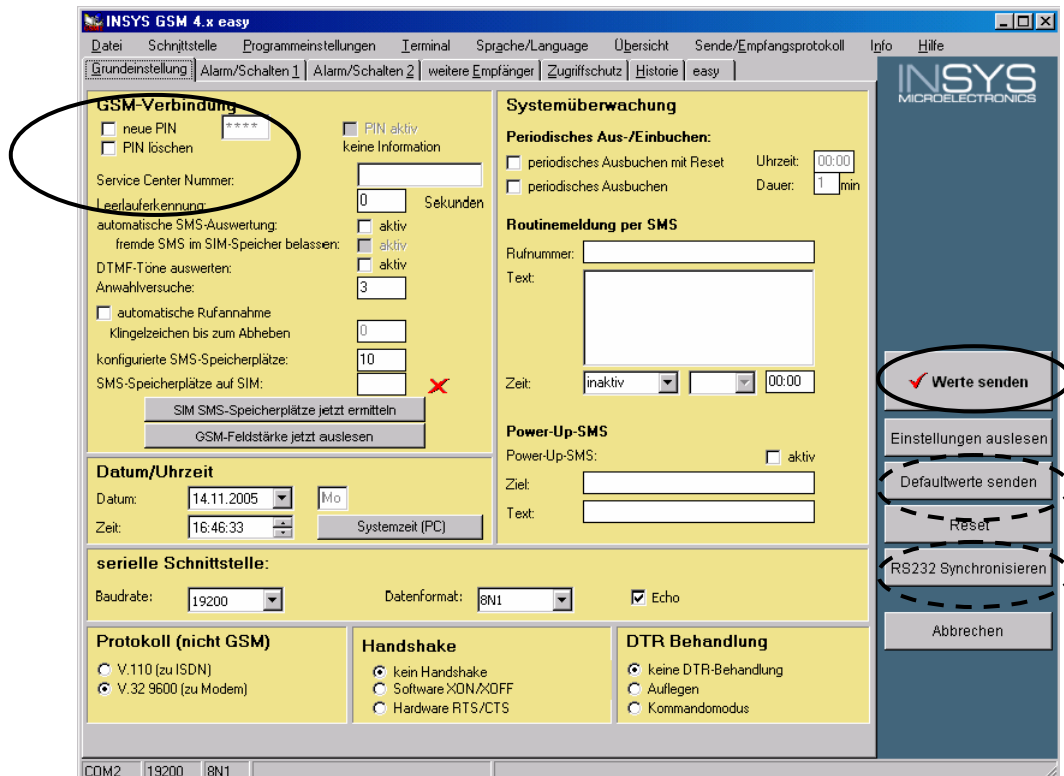 INSYS GSM 4.x easy
Datei Schnittstelle Programmeinstellungen Terminal Sprache/Language Übersicht Sende/Empfangsprotokoll Info Hilfe
Grundeinstellung Alarm/Schalten 1 Alarm/Schalten 2 weitere Empfänger Zugriffschutz Historie easy
INSYS
MICROELECTRONICS
GSM-Verbindung
neue PIN **** PIN aktiv
PIN löschen keine Information
Service Center Nummer:
Leerlauferkennung: 0 Sekunden
automatische SMS-Auswertung: aktiv
fremde SMS im SIM-Speicher belassen: aktiv
DTMF-Töne auswerten: aktiv
Anwahlversuche: 3
automatische Rufannahme
Klingelzeichen bis zum Abheben 0
konfigurierte SMS-Speicherplätze: 10
SMS-Speicherplätze auf SIM:
SIM SMS-Speicherplätze jetzt ermitteln
GSM-Feldstärke jetzt auslesen
Systemüberwachung
Periodisches Aus-/Einbuchen:
periodisches Ausbuchen mit Reset Uhrzeit: 00:00
periodisches Ausbuchen Dauer: 1 min
Routinemeldung per SMS
Rufnummer:
Text:
Zeit: inaktiv 00:00
Power-Up-SMS
Power-Up-SMS: aktiv
Ziel:
Text:
Datum/Uhrzeit
Datum: 14.11.2005 Mo
Zeit: 16:46:33 Systemzeit (PC)
serielle Schnittstelle:
Baudrate: 19200 Datenformat: 8N1 Echo
Protokoll (nicht GSM)
V.110 (zu ISDN)
V.32 9600 (zu Modem)
Handshake
kein Handshake
Software XON/XOFF
Hardware RTS/CTS
DTR Behandlung
keine DTR-Behandlung
Auflegen
Kommandomodus
Werte senden
Einstellungen auslesen
Defaultwerte senden
Reset
RS232 Synchronisieren
Abbrechen
COM2 19200 8N1